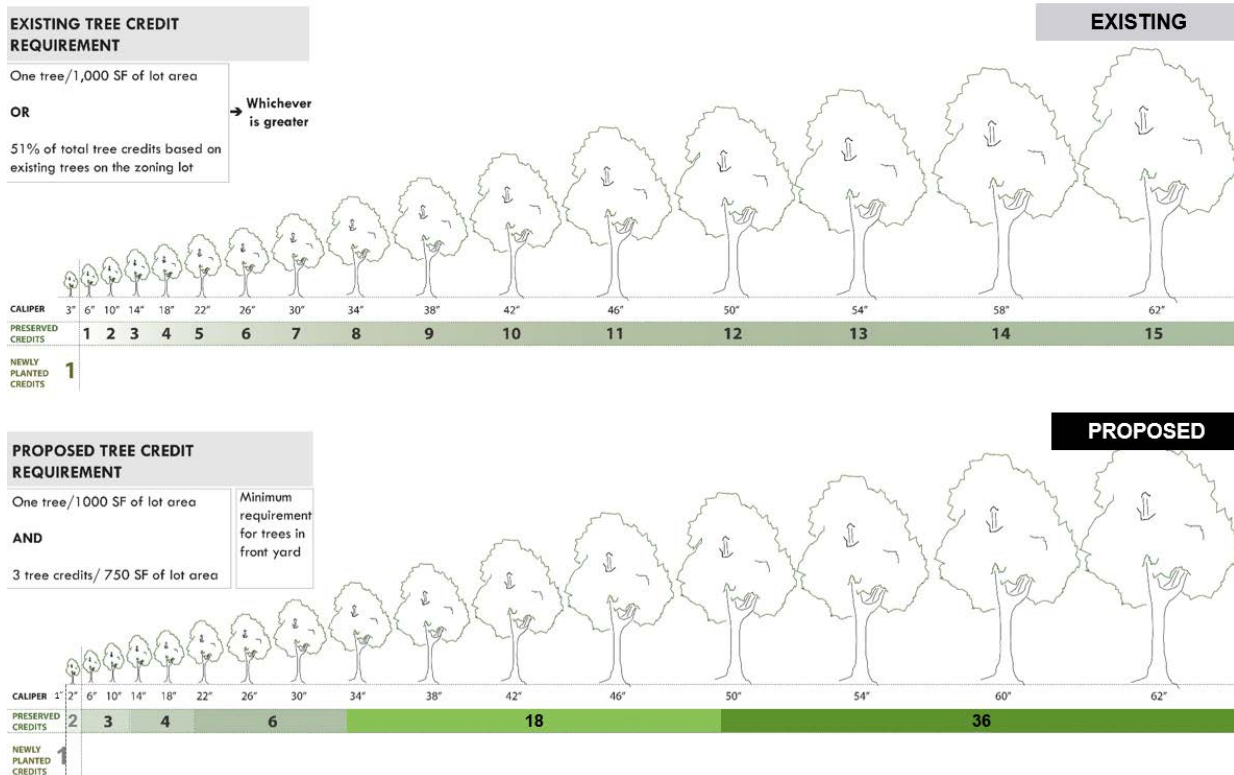 EXISTING TREE CREDIT
REQUIREMENT
EXISTING
One tree/1,000 SF of lot area
OR
51% of total tree credits based on
existing trees on the zoning lot
→ Whichever
is greater
CALIPER 3" 6" 10" 14" 18" 22" 26" 30" 34" 38" 42" 46" 50" 54" 58" 62"
PRESERVED
CREDITS
1 2 3 4 5 6 7 8 9 10 11 12 13 14 15
NEWLY
PLANTED
CREDITS
1
PROPOSED TREE CREDIT
REQUIREMENT
PROPOSED
One tree/1000 SF of lot area
AND
3 tree credits/ 750 SF of lot area
Minimum
requirement
for trees in
front yard
CALIPER 1" 2" 6" 10" 14" 18" 22" 26" 30" 34" 38" 42" 46" 50" 54" 60" 62"
PRESERVED
CREDITS
2 3 4 6 18 36
NEWLY
PLANTED
CREDITS
1